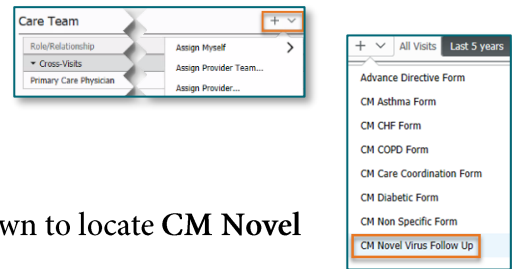 Care Team
Role/Relationship
Cross-Visits
Primary Care Physician
Assign Myself
Assign Provider Team...
Assign Provider...
All Visits Last 5 years
Advance Directive Form
CM Asthma Form
CM CHF Form
CM COPD Form
CM Care Coordination Form
CM Diabetic Form
CM Non Specific Form
CM Novel Virus Follow Up
wn to locate CM Novel